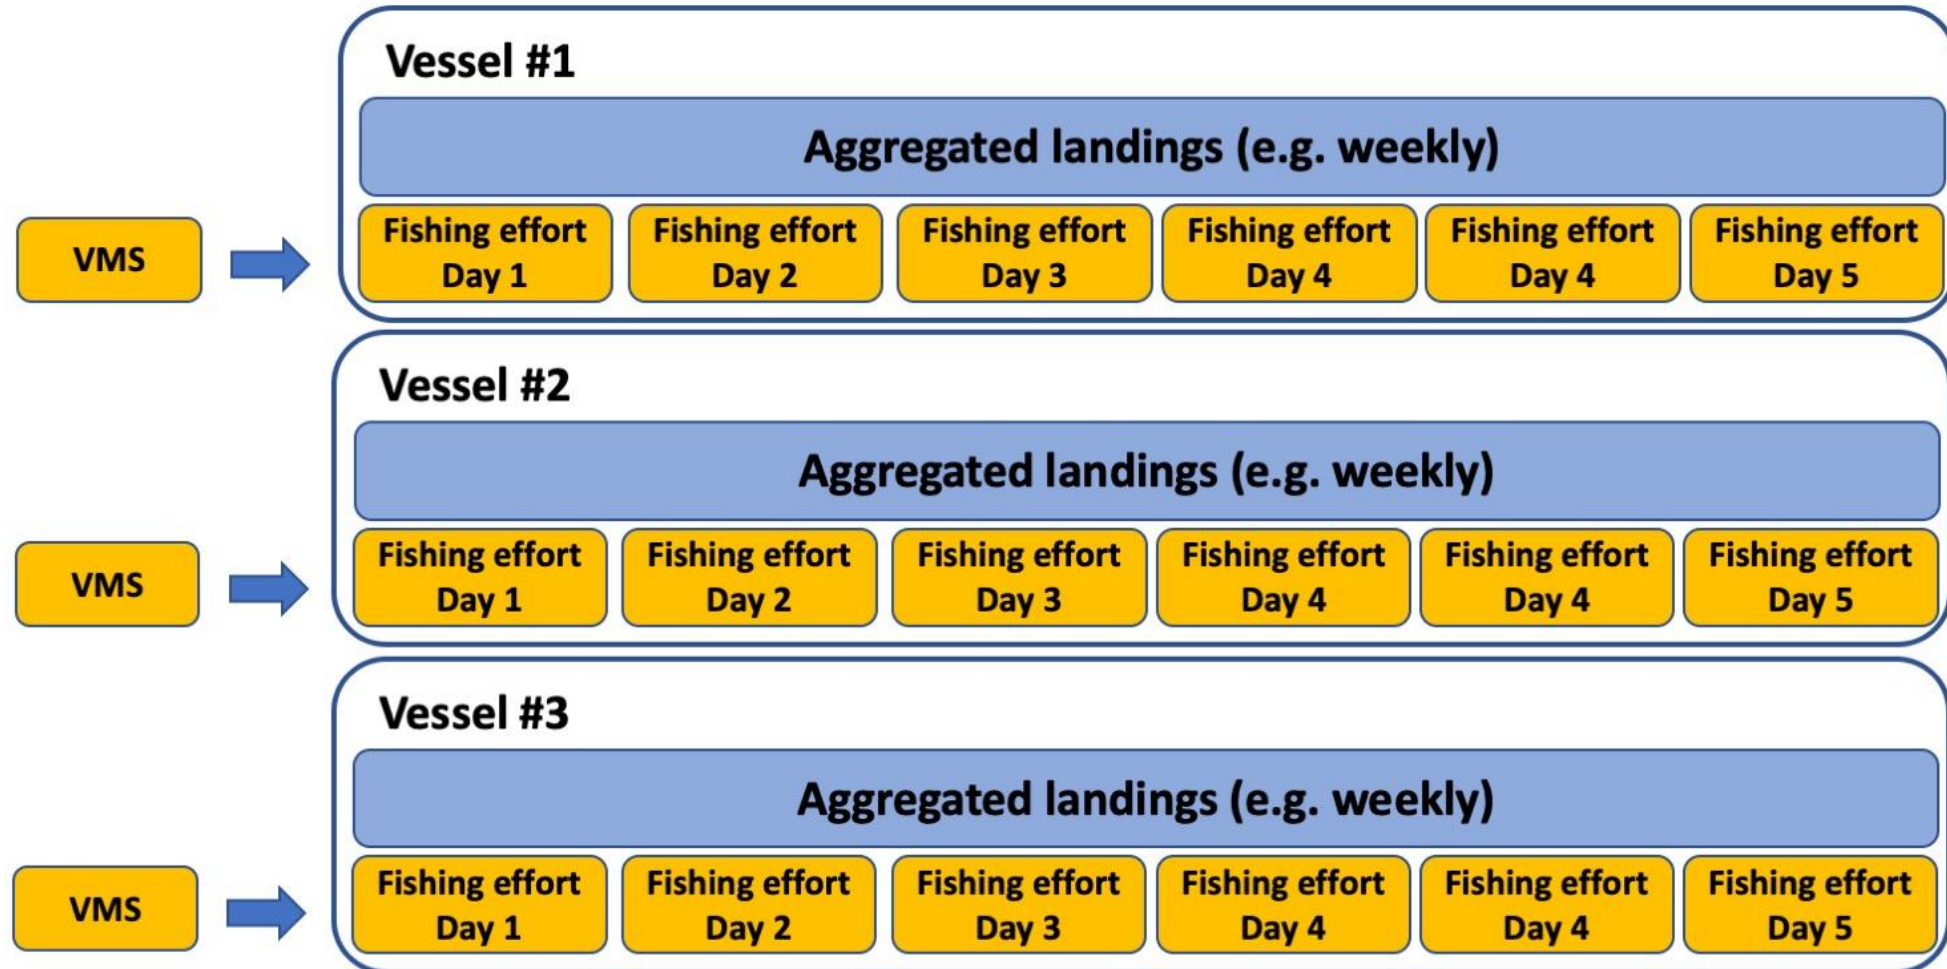 Vessel #1
Aggregated landings (e.g. weekly)
VMS
Fishing effort
Day 1
Fishing effort
Day 2
Fishing effort
Day 3
Fishing effort
Day 4
Fishing effort
Day 4
Fishing effort
Day 5
Vessel #2
Aggregated landings (e.g. weekly)
VMS
Fishing effort
Day 1
Fishing effort
Day 2
Fishing effort
Day 3
Fishing effort
Day 4
Fishing effort
Day 4
Fishing effort
Day 5
Vessel #3
Aggregated landings (e.g. weekly)
VMS
Fishing effort
Day 1
Fishing effort
Day 2
Fishing effort
Day 3
Fishing effort
Day 4
Fishing effort
Day 4
Fishing effort
Day 5